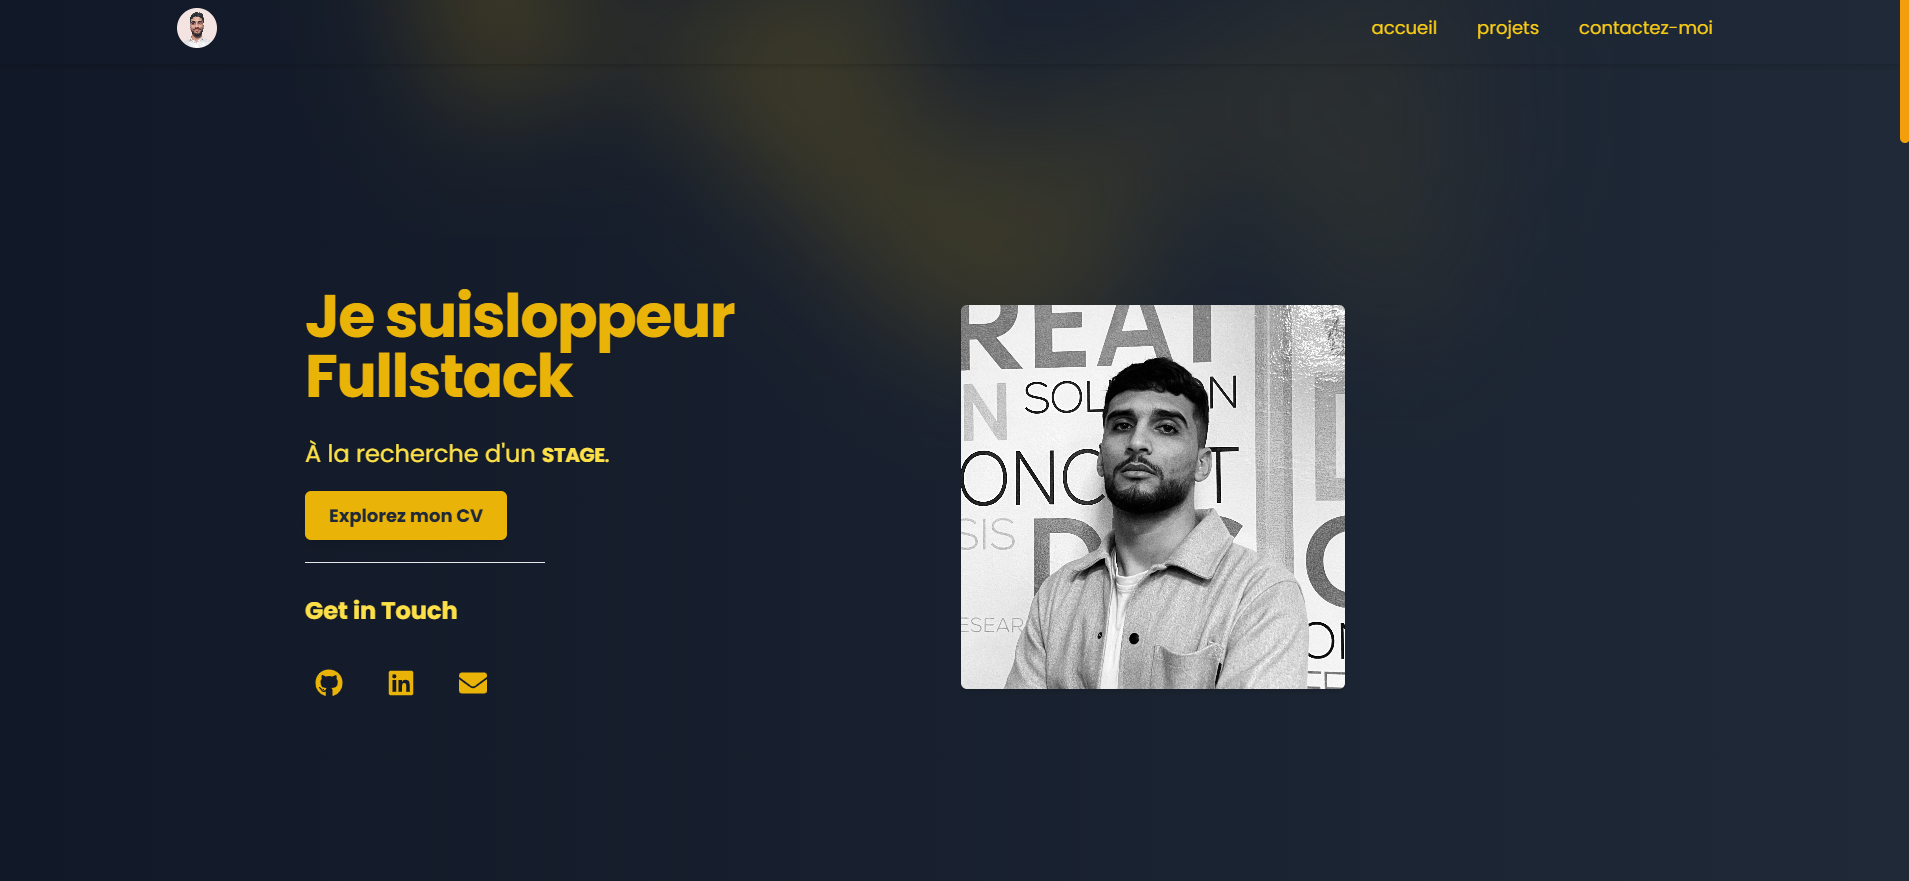 accueil projets contactez-moi
Je suisloppeur
Fullstack
À la recherche d'un STAGE.
Explorez mon CV
Get in Touch
REAT
N SOL N
ONC T
SIS D
ESEAR